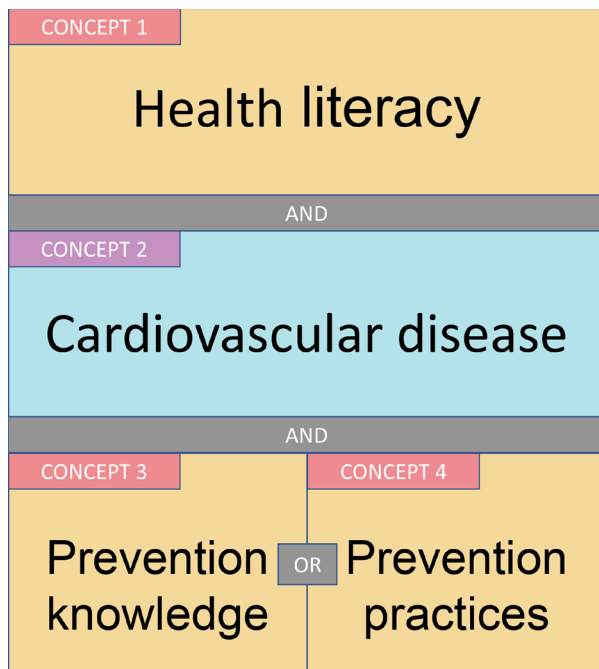 CONCEPT 1
Health literacy
AND
CONCEPT 2
Cardiovascular disease
AND
CONCEPT 3
Prevention
knowledge
OR
CONCEPT 4
Prevention
practices